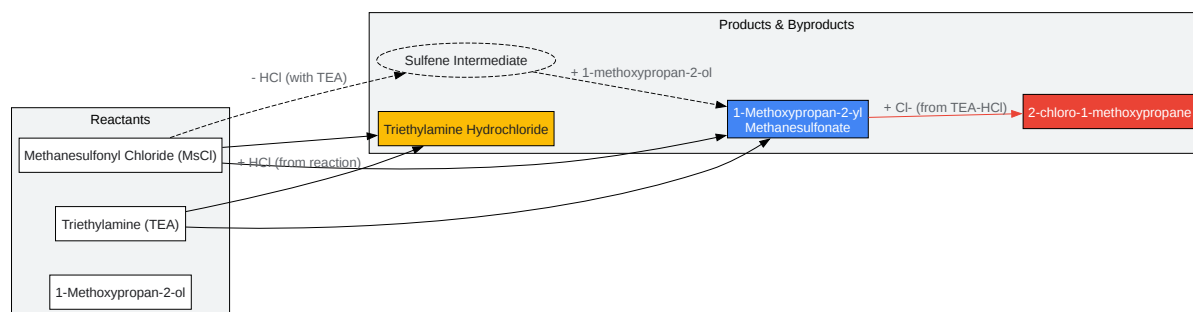 Products & Byproducts
Sulfene Intermediate
- HCl (with TEA)
+ 1-methoxypropan-2-ol
Reactants
Methanesulfonyl Chloride (MsCl)
Triethylamine Hydrochloride
1-Methoxypropan-2-yl
Methanesulfonate
+ Cl- (from TEA-HCl)
2-chloro-1-methoxypropane
+ HCl (from reaction)
Triethylamine (TEA)
1-Methoxypropan-2-ol